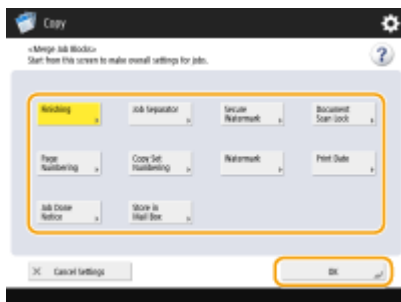 Copy
<Merge Job Blocks>
Start from this screen to make overall settings for jobs.
?
Finishing
Job Separator
Secure
Watermark
Document
Scan Lock
Page
Numbering
Copy Set
Numbering
Watermark
Print Date
Job Done
Notice
Store in
Mail Box
× Cancel Settings
OK